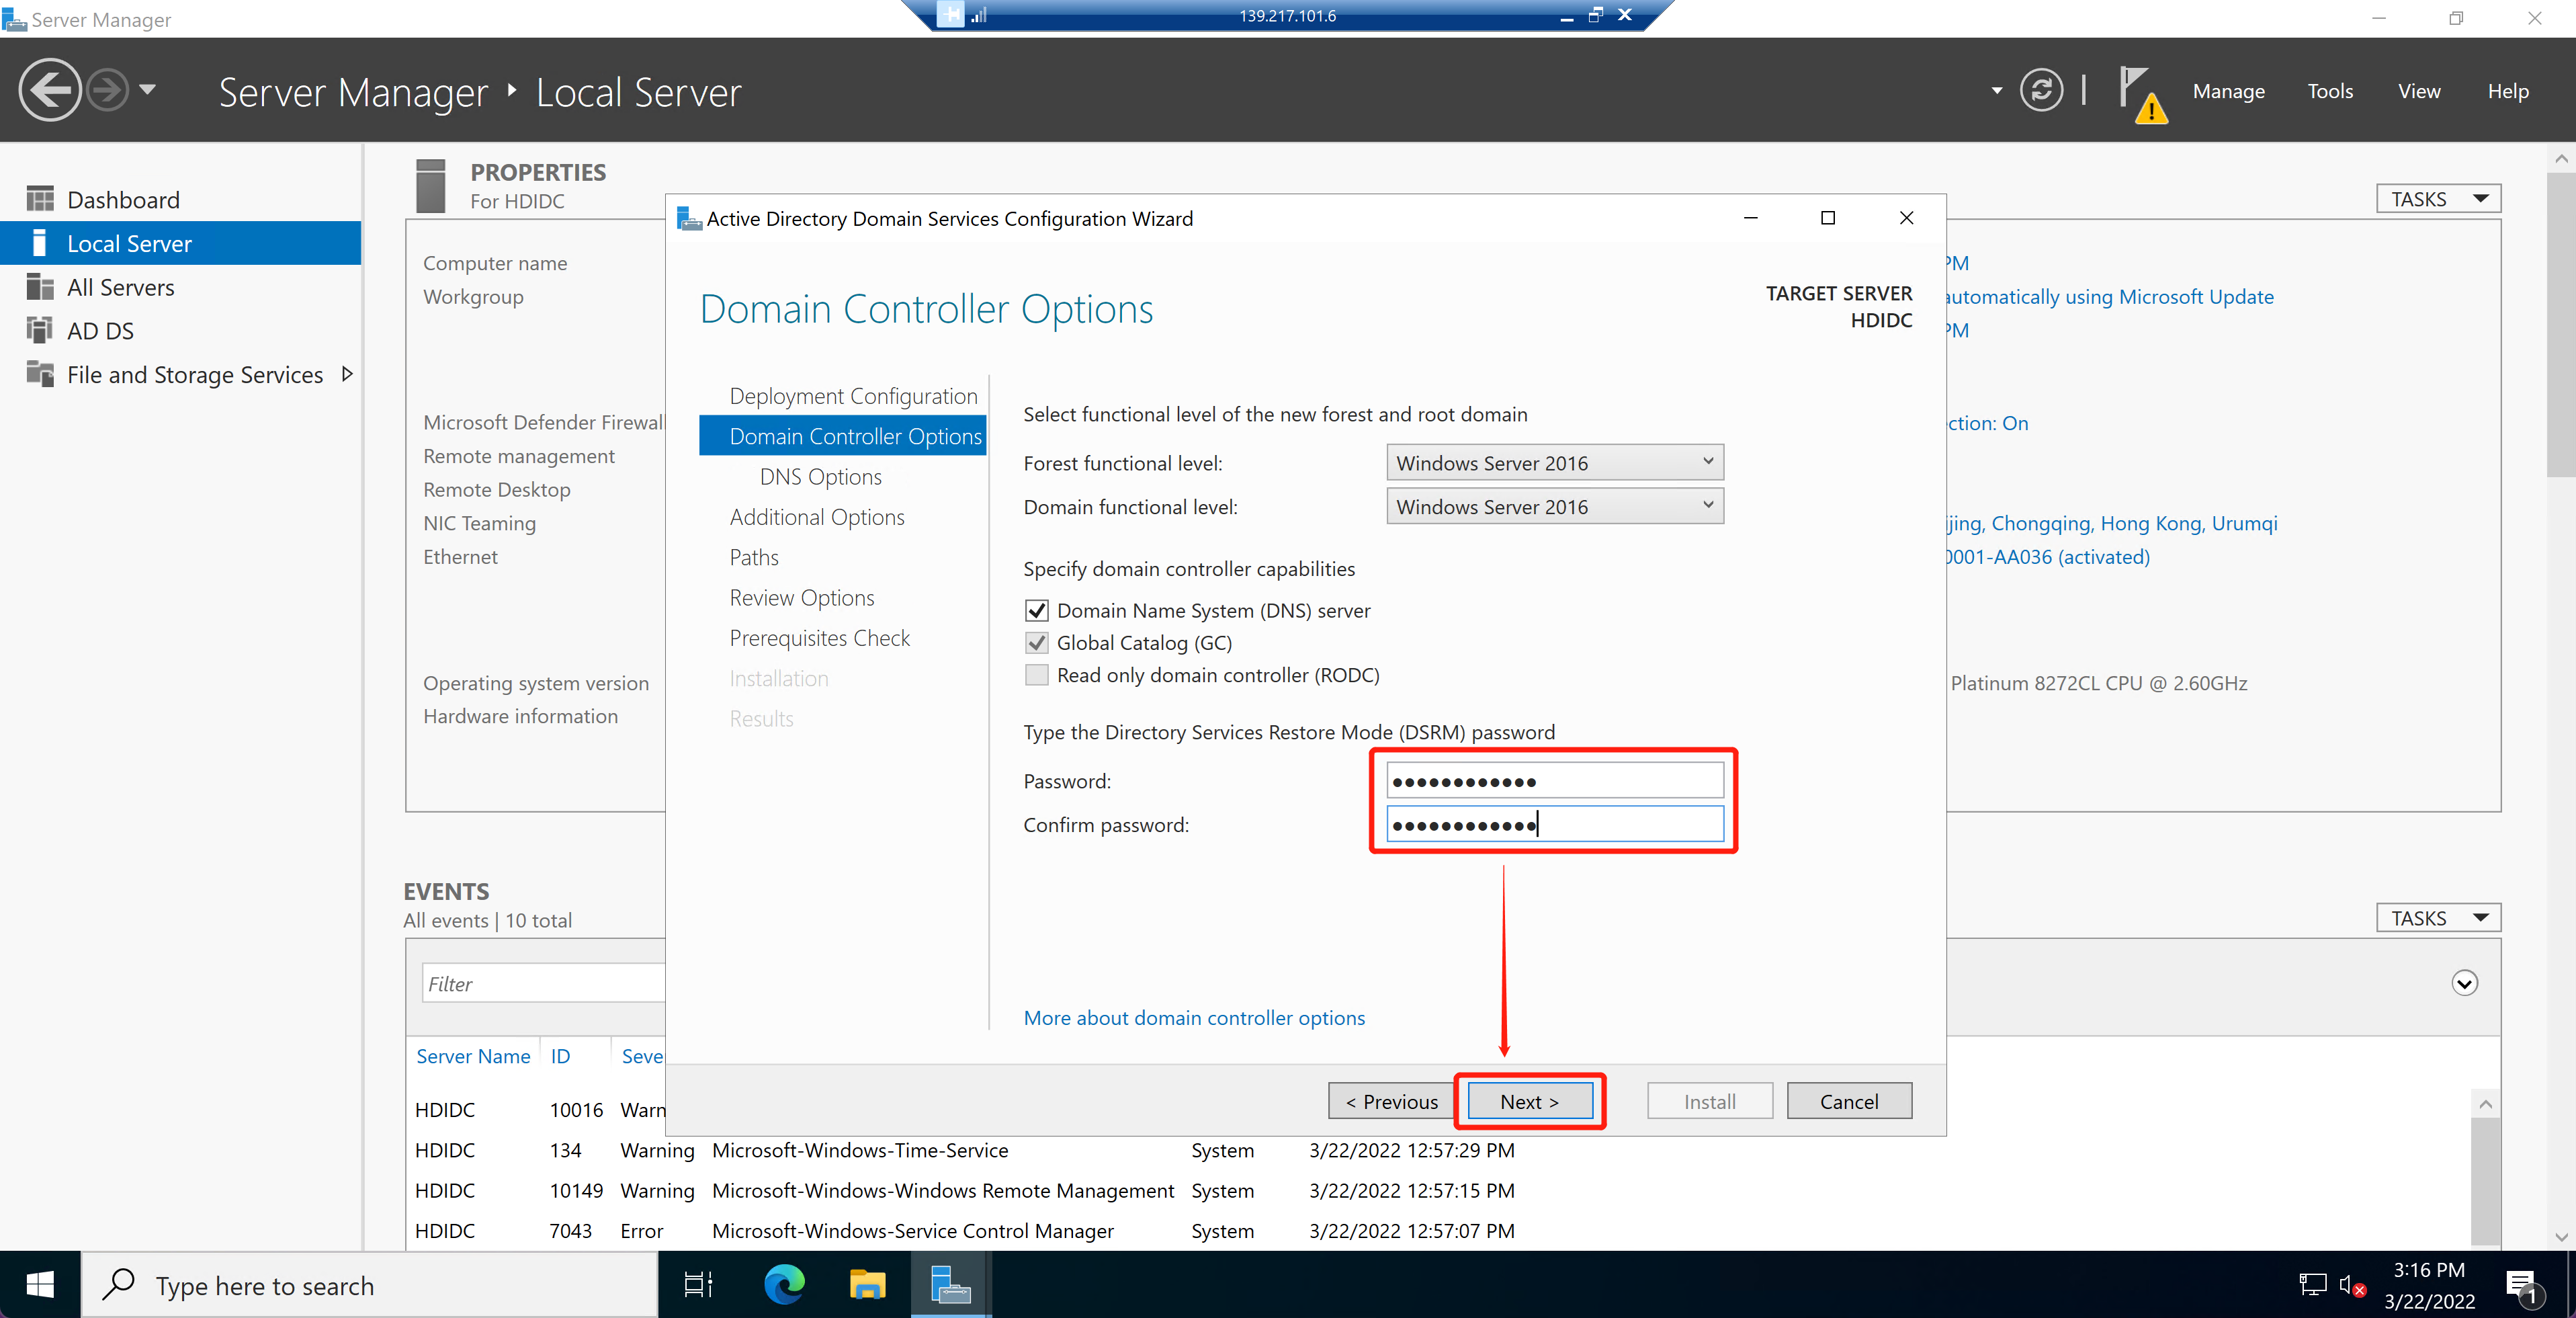 Server Manager
139.217.101.6
Server Manager
Local Server
Manage
Tools
View
Help
Dashboard
Local Server
All Servers
AD DS
File and Storage Services
PROPERTIES
For HDIDC
TASKS
Computer name
Workgroup
Microsoft Defender Firewall
Remote management
Remote Desktop
NIC Teaming
Ethernet
Operating system version
Hardware information
PM
automatically using Microsoft Update
PM
ction: On
ijing, Chongqing, Hong Kong, Urumqi
0001-AA036 (activated)
Platinum 8272CL CPU @ 2.60GHz
Active Directory Domain Services Configuration Wizard
Domain Controller Options
TARGET SERVER
HDIDC
Deployment Configuration
Domain Controller Options
DNS Options
Additional Options
Paths
Review Options
Prerequisites Check
Installation
Results
Select functional level of the new forest and root domain
Forest functional level:
Windows Server 2016
Domain functional level:
Windows Server 2016
Specify domain controller capabilities
Domain Name System (DNS) server
Global Catalog (GC)
Read only domain controller (RODC)
Type the Directory Services Restore Mode (DSRM) password
Password:
Confirm password:
More about domain controller options
< Previous
Next >
Install
Cancel
EVENTS
All events | 10 total
TASKS
Filter
Server Name ID Seve
HDIDC 10016 Warn
HDIDC 134 Warning Microsoft-Windows-Time-Service System 3/22/2022 12:57:29 PM
HDIDC 10149 Warning Microsoft-Windows-Windows Remote Management System 3/22/2022 12:57:15 PM
HDIDC 7043 Error Microsoft-Windows-Service Control Manager System 3/22/2022 12:57:07 PM
Type here to search
3:16 PM
3/22/2022
1